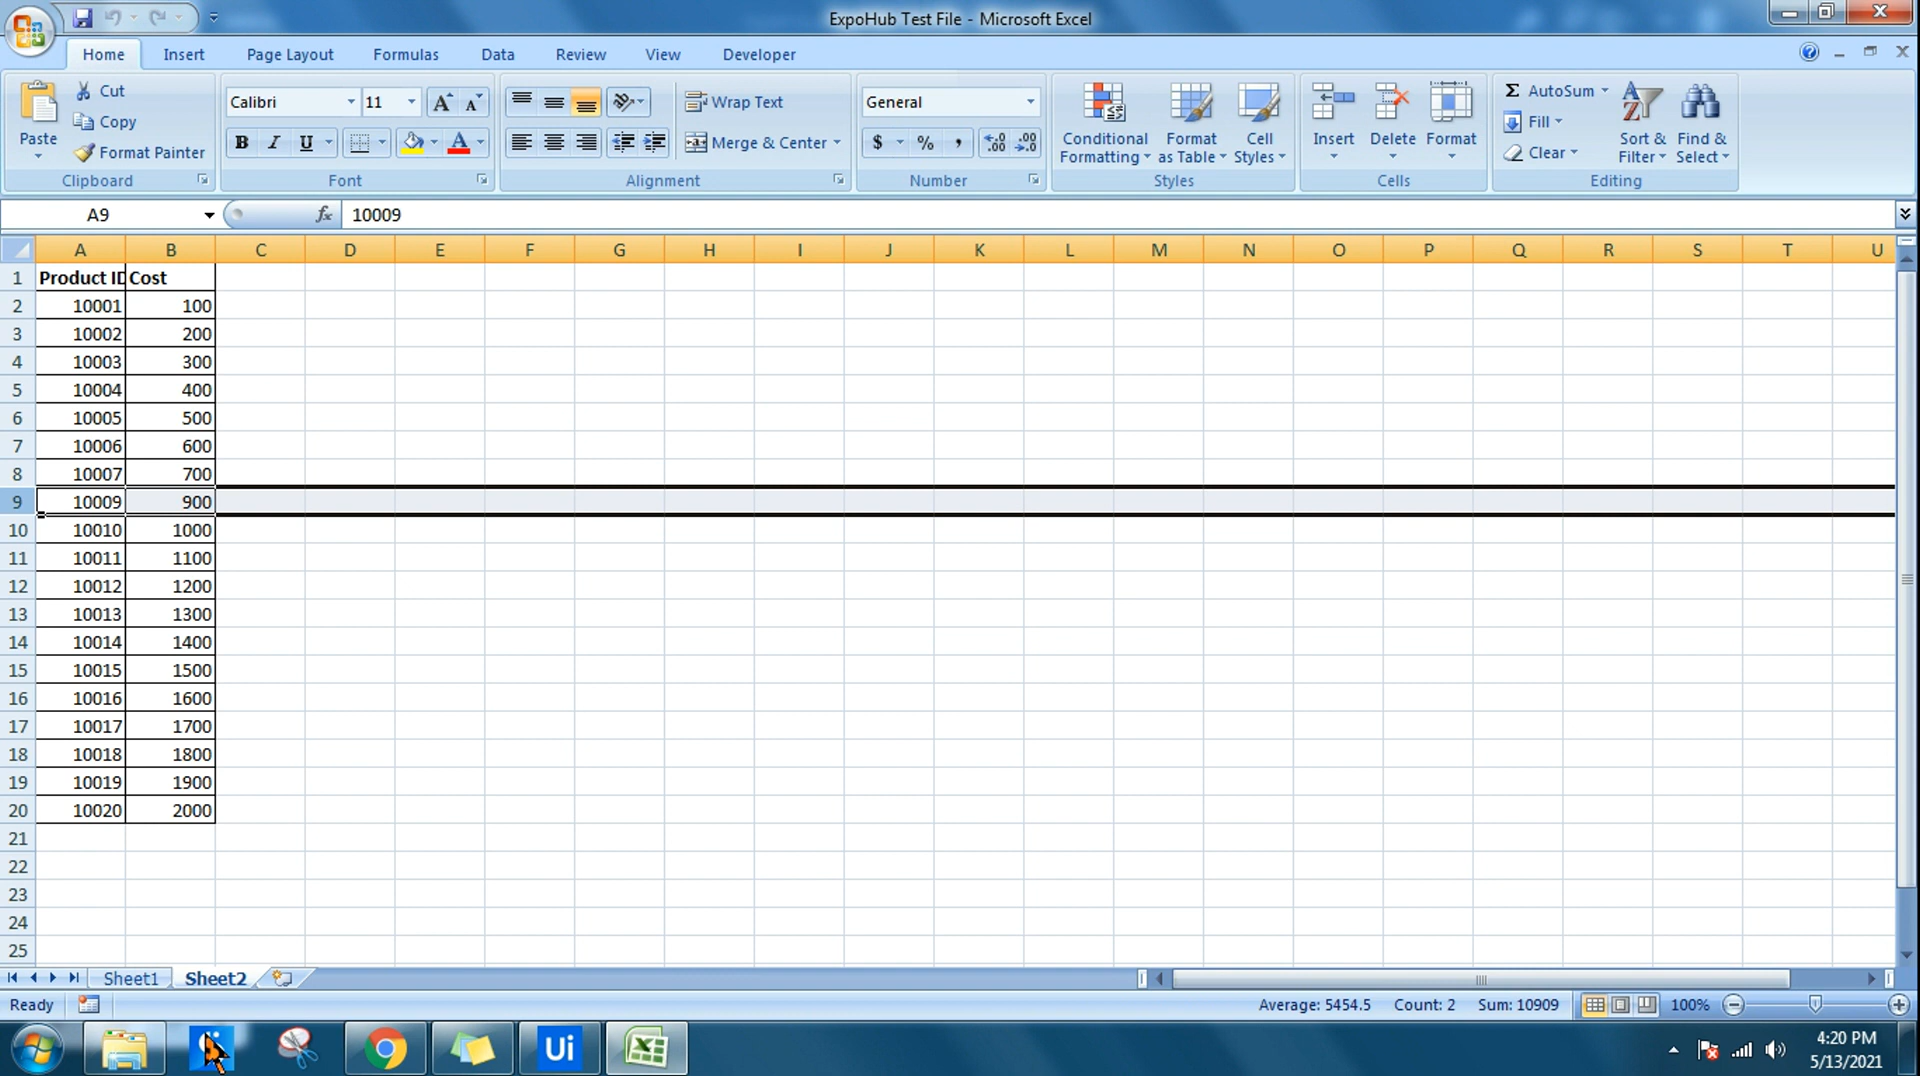 ExpoHub Test File - Microsoft Excel
Home Insert Page Layout Formulas Data Review View Developer
Paste
Cut
Copy
Format Painter
Clipboard
Calibri 11
B I U A
Font
Wrap Text
Merge & Center
Alignment
General
$ % ,
Number
Conditional Formatting
Format as Table
Cell Styles
Styles
Insert
Delete
Format
Cells
Σ AutoSum
Fill
Clear
Sort & Filter
Find & Select
Editing
A9 fx 10009
A B C D E F G H I J K L M N O P Q R S T U
1 Product ID Cost
2 10001 100
3 10002 200
4 10003 300
5 10004 400
6 10005 500
7 10006 600
8 10007 700
9 10009 900
10 10010 1000
11 10011 1100
12 10012 1200
13 10013 1300
14 10014 1400
15 10015 1500
16 10016 1600
17 10017 1700
18 10018 1800
19 10019 1900
20 10020 2000
21
22
23
24
25
Sheet1 Sheet2
Ready Average: 5454.5 Count: 2 Sum: 10909 100%
Ui
4:20 PM
5/13/2021